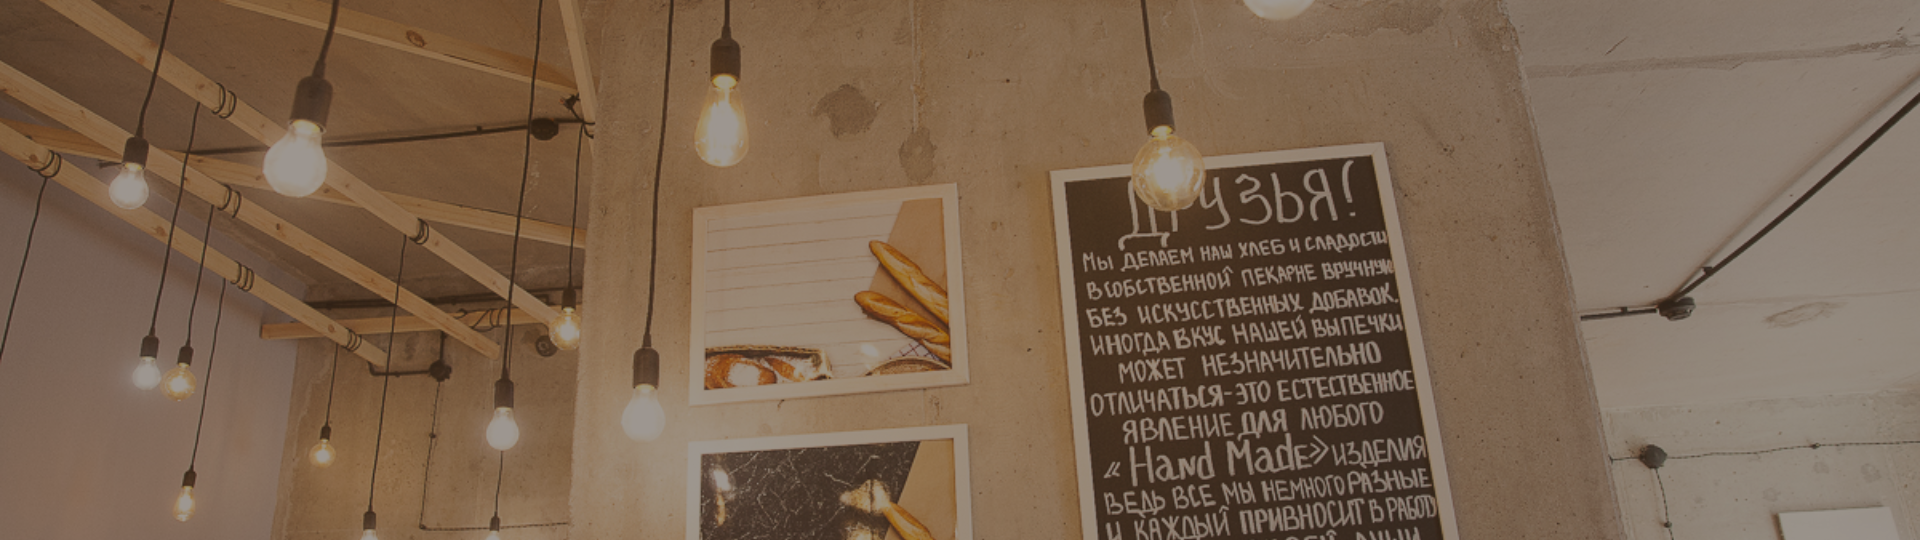 ДРУЗЬЯ!
МЫ ДЕЛАЕМ НАШ ХЛЕБ И СЛАДОСТИ
В СОБСТВЕННОЙ ПЕКАРНЕ ВРУЧНУЮ
БЕЗ ИСКУССТВЕННЫХ ДОБАВОК.
ИНОГДА ВКУС НАШЕЙ ВЫПЕЧКИ
МОЖЕТ НЕЗНАЧИТЕЛЬНО
ОТЛИЧАТЬСЯ-ЭТО ЕСТЕСТВЕННОЕ
ЯВЛЕНИЕ ДЛЯ ЛЮБОГО
«Hand Made» ИЗДЕЛИЯ
ВЕДЬ ВСЕ МЫ НЕМНОГО РАЗНЫЕ
И КАЖДЫЙ ПРИВНОСИТ В РАБОТУ